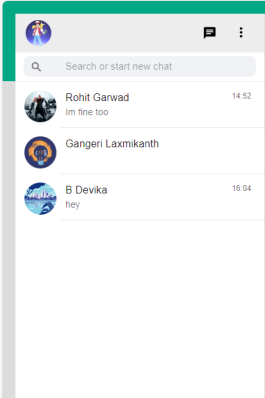 Search or start new chat
Rohit Garwad
14:52
Im fine too
Gangeri Laxmikanth
B Devika
16:04
hey